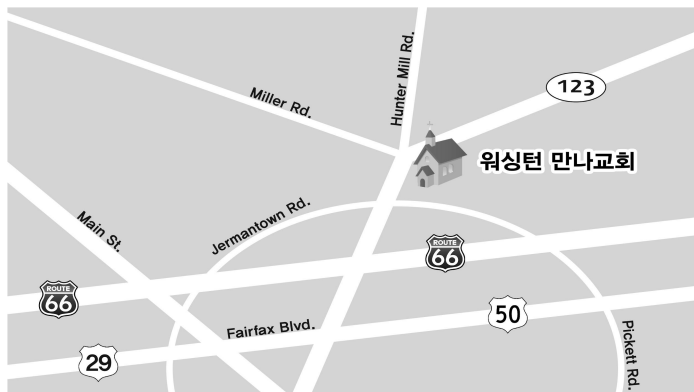 Hunter Mill Rd.
Miller Rd.
123
워싱턴 만나교회
Main St.
Jermantown Rd.
ROUTE
66
ROUTE
66
Fairfax Blvd.
50
29
Pickett Rd.